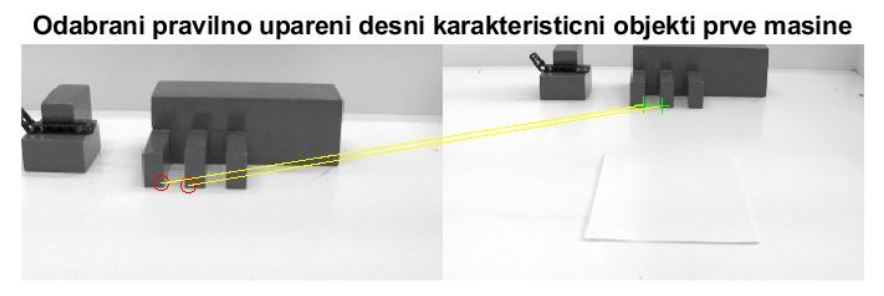 Odabrani pravilno upareni desni karakteristicni objekti prve masine